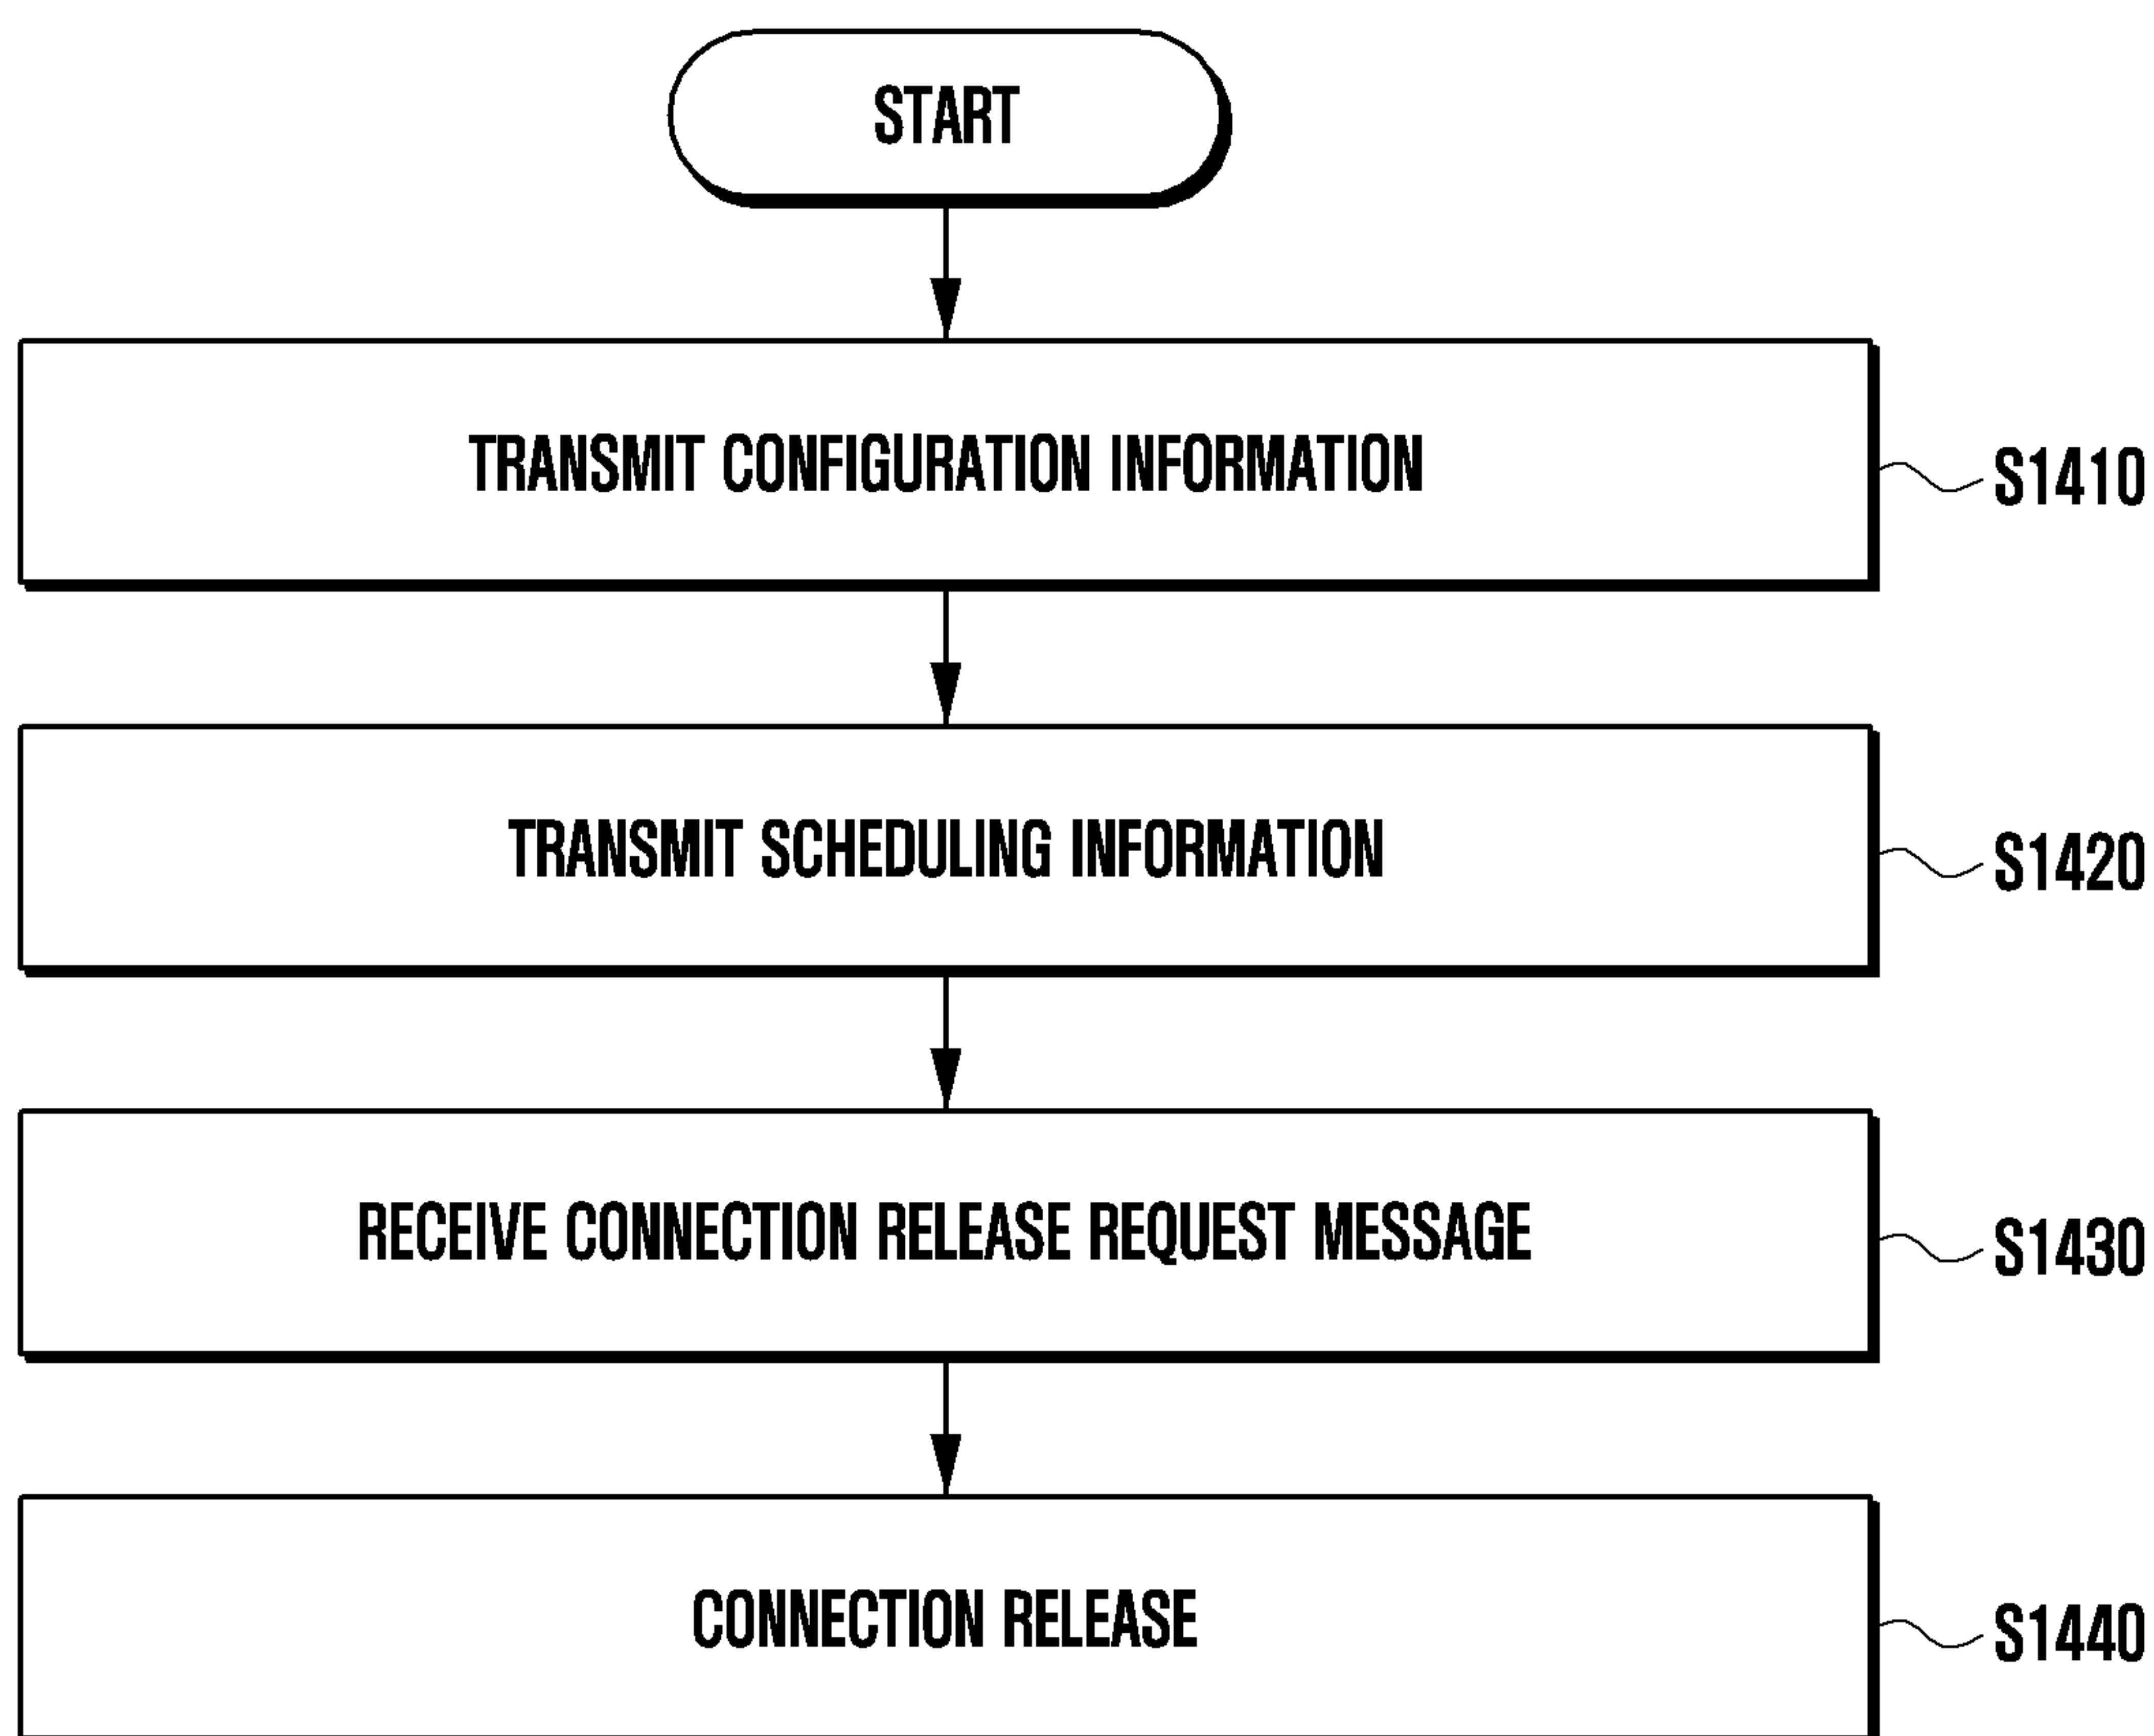 START
TRANSMIT CONFIGURATION INFORMATION
S1410
TRANSMIT SCHEDULING INFORMATION
S1420
RECEIVE CONNECTION RELEASE REQUEST MESSAGE
S1430
CONNECTION RELEASE
S1440